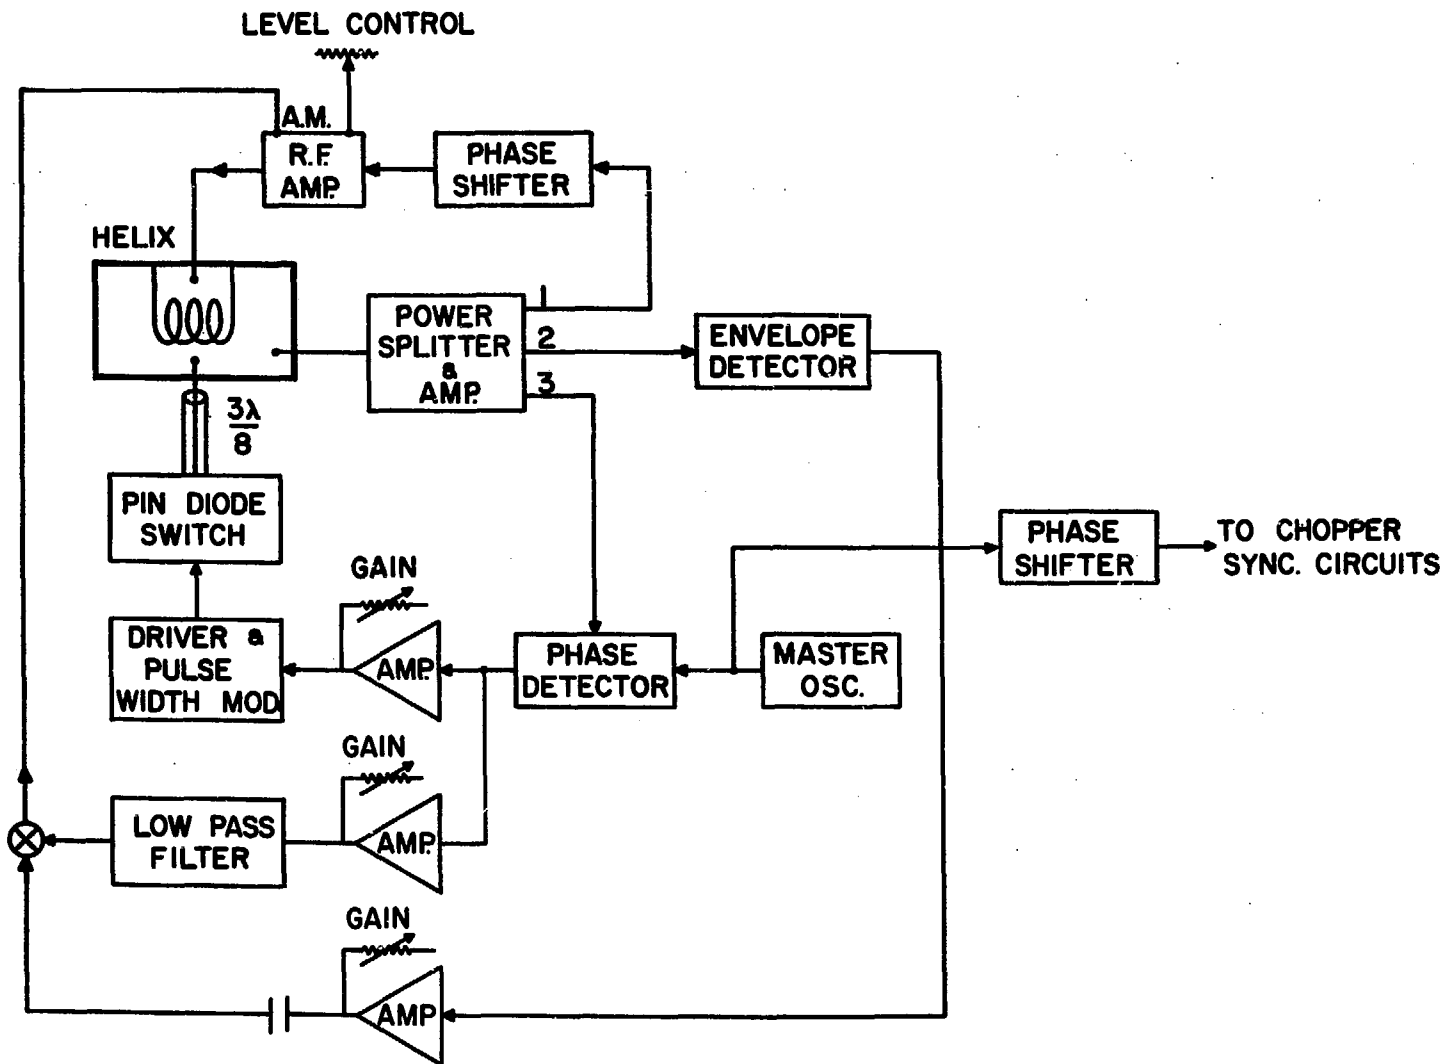 LEVEL CONTROL
A.M.
R.F.
AMP.
PHASE
SHIFTER
HELIX
POWER
SPLITTER
&
AMP.
1
2
3
ENVELOPE
DETECTOR
3λ
8
PIN DIODE
SWITCH
PHASE
SHIFTER
TO CHOPPER
SYNC. CIRCUITS
GAIN
DRIVER &
PULSE
WIDTH MOD
AMP.
PHASE
DETECTOR
MASTER
OSC.
GAIN
LOW PASS
FILTER
AMP.
GAIN
AMP